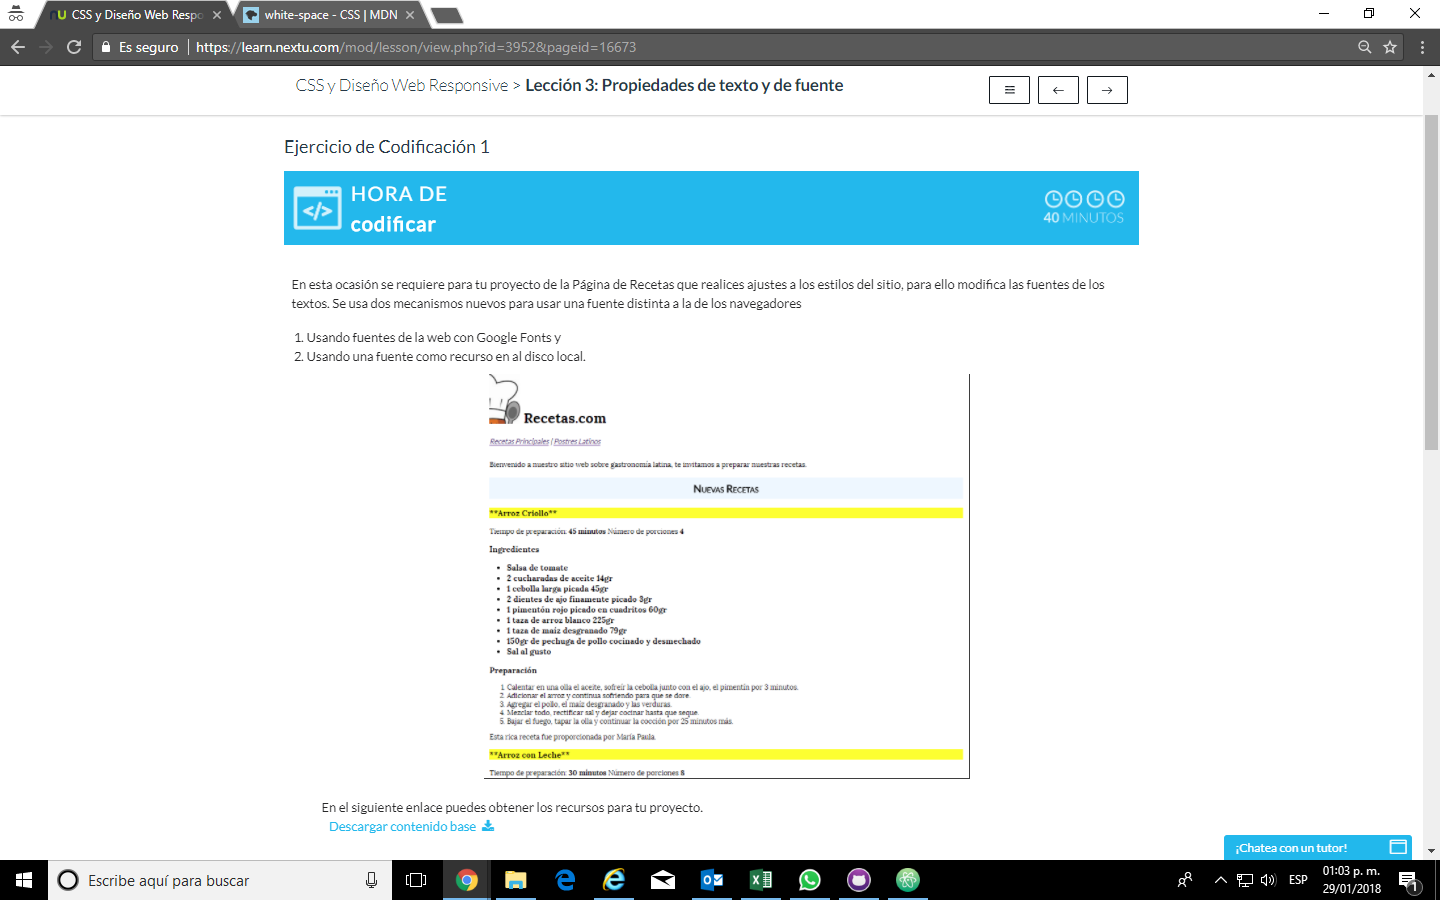 CSS y Diseño Web Respo
white-space - CSS | MDN
Es seguro
https://learn.nextu.com/mod/lesson/view.php?id=3952&pageid=16673
CSS y Diseño Web Responsive > Lección 3: Propiedades de texto y de fuente
Ejercicio de Codificación 1
HORA DE
codificar
40 MINUTOS
En esta ocasión se requiere para tu proyecto de la Página de Recetas que realices ajustes a los estilos del sitio, para ello modifica las fuentes de los
textos. Se usa dos mecanismos nuevos para usar una fuente distinta a la de los navegadores
1. Usando fuentes de la web con Google Fonts y
2. Usando una fuente como recurso en al disco local.
Recetas.com
Recetas Principales | Postres Latinos
Bienvenido a nuestro sitio web sobre gastronomía latina, te invitamos a preparar nuestras recetas.
Nuevas Recetas
**Arroz Criollo**
Tiempo de preparación: 45 minutos Número de porciones 4
Ingredientes
• Salsa de tomate
• 2 cucharadas de aceite 14gr
• 1 cebolla larga picada 45gr
• 2 dientes de ajo finamente picado 3gr
• 1 pimentón rojo picado en cuadritos 60gr
• 1 taza de arroz blanco 225gr
• 1 taza de maíz desgranado 79gr
• 150gr de pechuga de pollo cocinado y desmechado
• Sal al gusto
Preparación
1. Calentar en una olla el aceite, sofreír la cebolla junto con el ajo, el pimentín por 3 minutos.
2. Adicionar el arroz y continua sofriendo para que se dore.
3. Agregar el pollo, el maíz desgranado y las verduras.
4. Mezclar todo, rectificar sal y dejar cocinar hasta que seque.
5. Bajar el fuego, tapar la olla y continuar la cocción por 25 minutos más.
Esta rica receta fue proporcionada por María Paula.
**Arroz con Leche**
Tiempo de preparación: 30 minutos Número de porciones 8
En el siguiente enlace puedes obtener los recursos para tu proyecto.
Descargar contenido base
¡Chatea con un tutor!
Escribe aquí para buscar
ESP
01:03 p. m.
29/01/2018
1